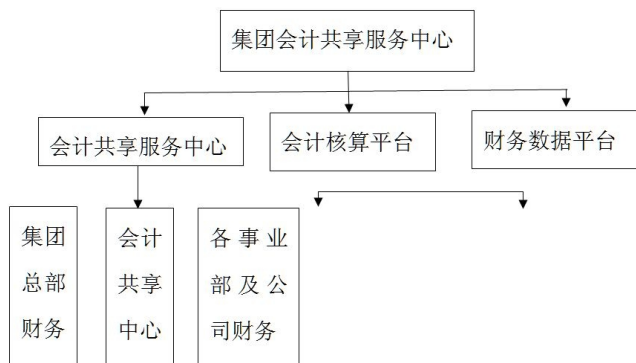 集团会计共享服务中心
会计共享服务中心
会计核算平台
财务数据平台
集团
总部
财务
会计
共享
中心
各事业
部及公
司财务